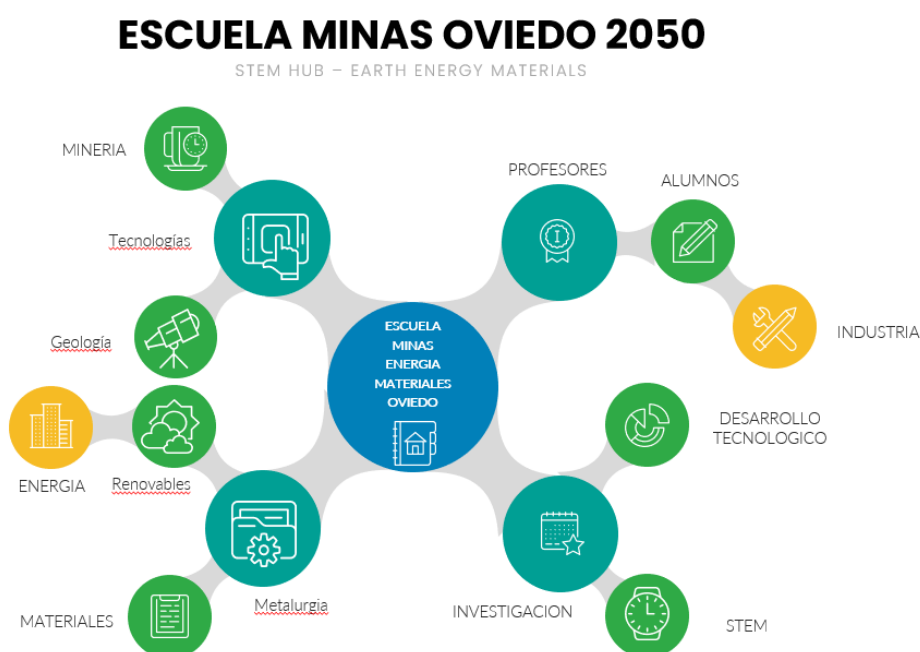 ESCUELA MINAS OVIEDO 2050
STEM HUB – EARTH ENERGY MATERIALS
MINERIA
PROFESORES
ALUMNOS
Tecnologías
ESCUELA
MINAS
ENERGIA
MATERIALES
OVIEDO
INDUSTRIA
Geología
DESARROLLO
TECNOLOGICO
ENERGIA
Renovables
Metalurgia
INVESTIGACION
MATERIALES
STEM